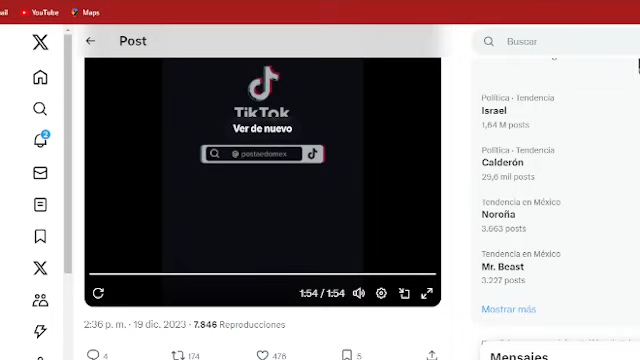 YouTube
Maps
Post
Buscar
TikTok
Ver de nuevo
@ postaedomex
1:54 / 1:54
2:36 p. m. · 19 dic. 2023 · 7.846 Reproducciones
4
174
476
5
2
Política · Tendencia
Israel
1,64 M posts
Política · Tendencia
Calderón
29,6 mil posts
Tendencia en México
Noroña
3.663 posts
Tendencia en México
Mr. Beast
3.227 posts
Mostrar más
Mensajes